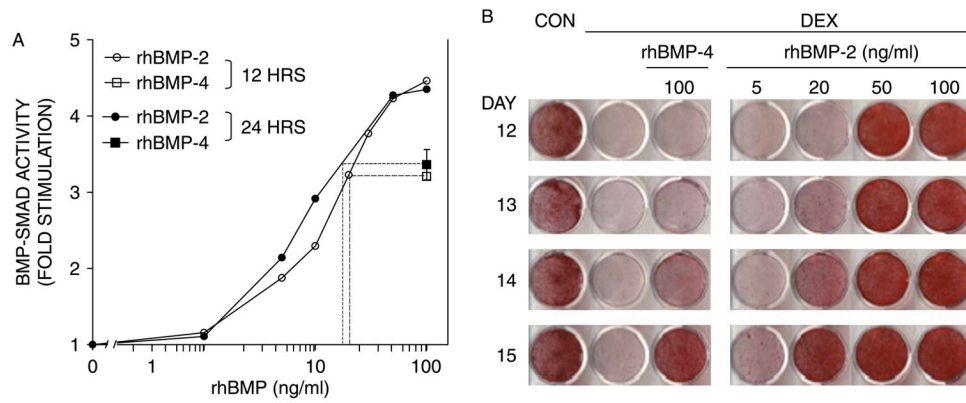 A
BMP-SMAD ACTIVITY
(FOLD STIMULATION)
5
4
3
2
1
rhBMP-2
rhBMP-4
12 HRS
rhBMP-2
rhBMP-4
24 HRS
0 1 10 100
rhBMP (ng/ml)
B
CON DEX
rhBMP-4 rhBMP-2 (ng/ml)
DAY 100 5 20 50 100
12
13
14
15